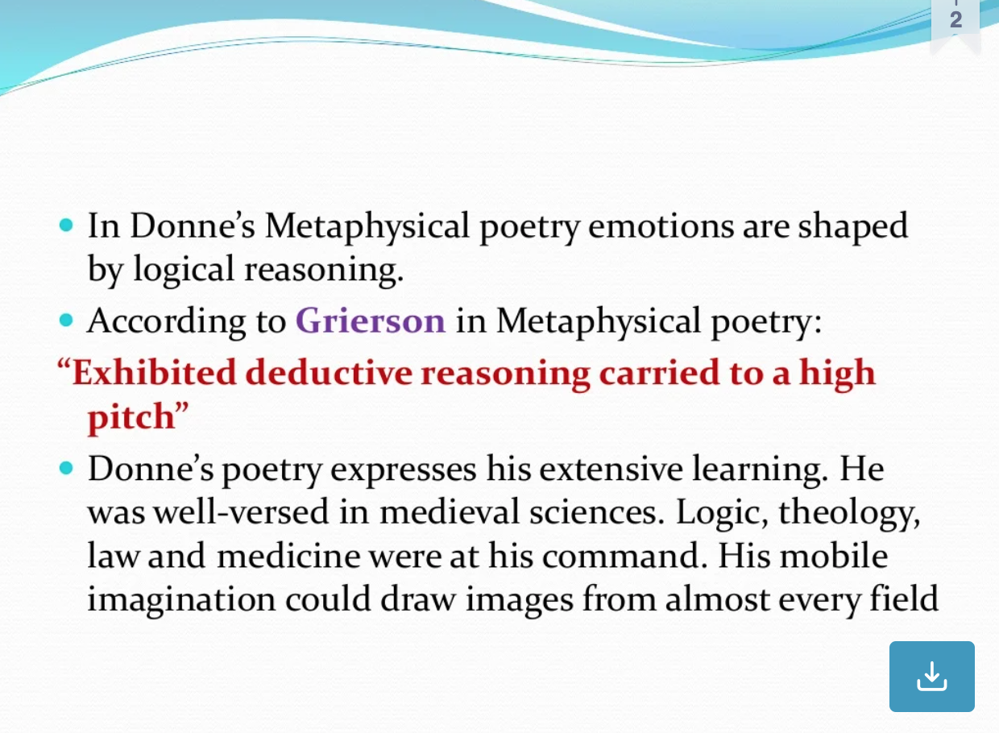 2
• In Donne’s Metaphysical poetry emotions are shaped
by logical reasoning.
• According to Grierson in Metaphysical poetry:
“Exhibited deductive reasoning carried to a high
pitch”
• Donne’s poetry expresses his extensive learning. He
was well-versed in medieval sciences. Logic, theology,
law and medicine were at his command. His mobile
imagination could draw images from almost every field